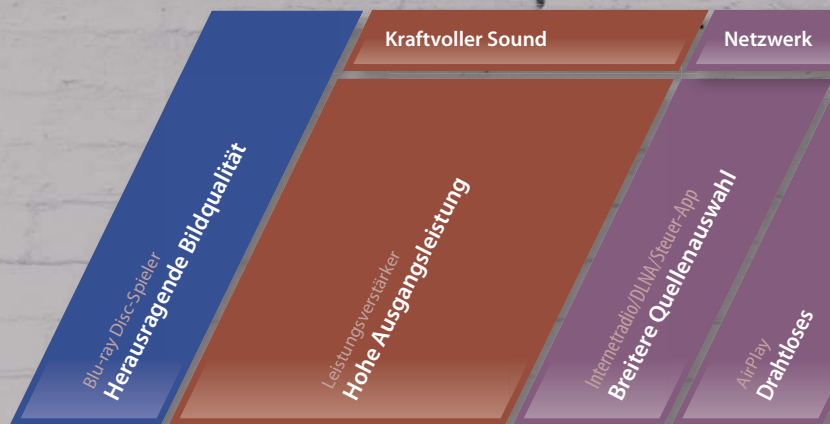 Kraftvoller Sound
Netzwerk
Blu-ray Disc-Spieler
Herausragende Bildqualität
Leistungsverstärker
Hohe Ausgangsleistung
Internetradio/DLNA/Steuer-App
Breitere Quellenauswahl
AirPlay
Drahtloses